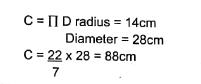 C = ∏ D radius = 14cm
Diameter = 28cm
C = 22/7 x 28 = 88cm